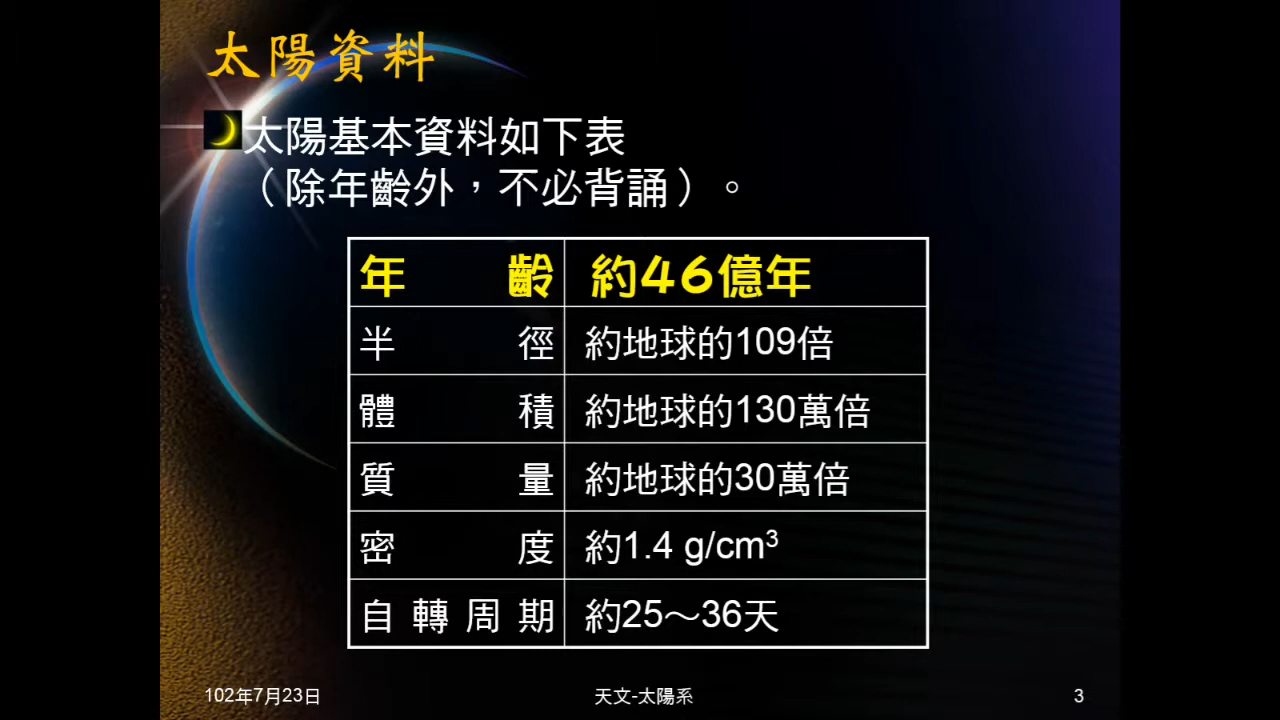 太陽資料
太陽基本資料如下表
（除年齡外，不必背誦）。
年齡 約46億年
半徑 約地球的109倍
體積 約地球的130萬倍
質量 約地球的30萬倍
密度 約1.4 g/cm³
自轉周期 約25～36天
102年7月23日 天文-太陽系 3